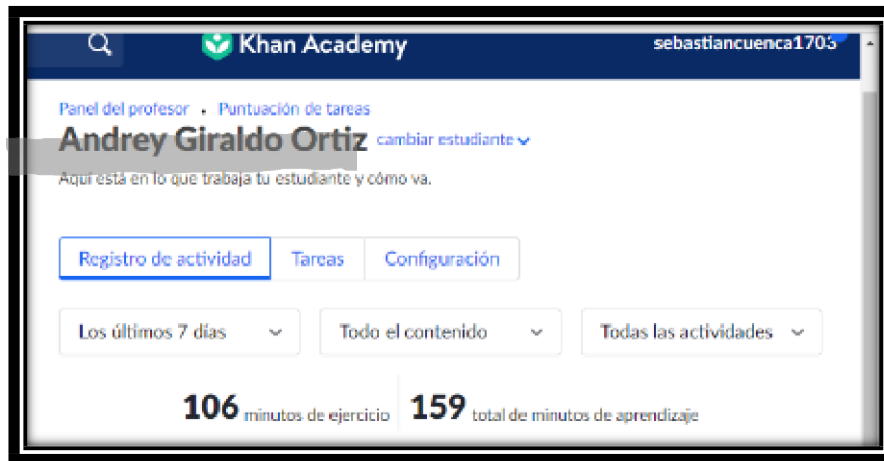 Khan Academy
sebastiancuenca1703
Panel del profesor • Puntuación de tareas
Andrey Giraldo Ortiz cambiar estudiante
Aquí está en lo que trabaja tu estudiante y cómo va.
Registro de actividad Tareas Configuración
Los últimos 7 días Todo el contenido Todas las actividades
106 minutos de ejercicio 159 total de minutos de aprendizaje